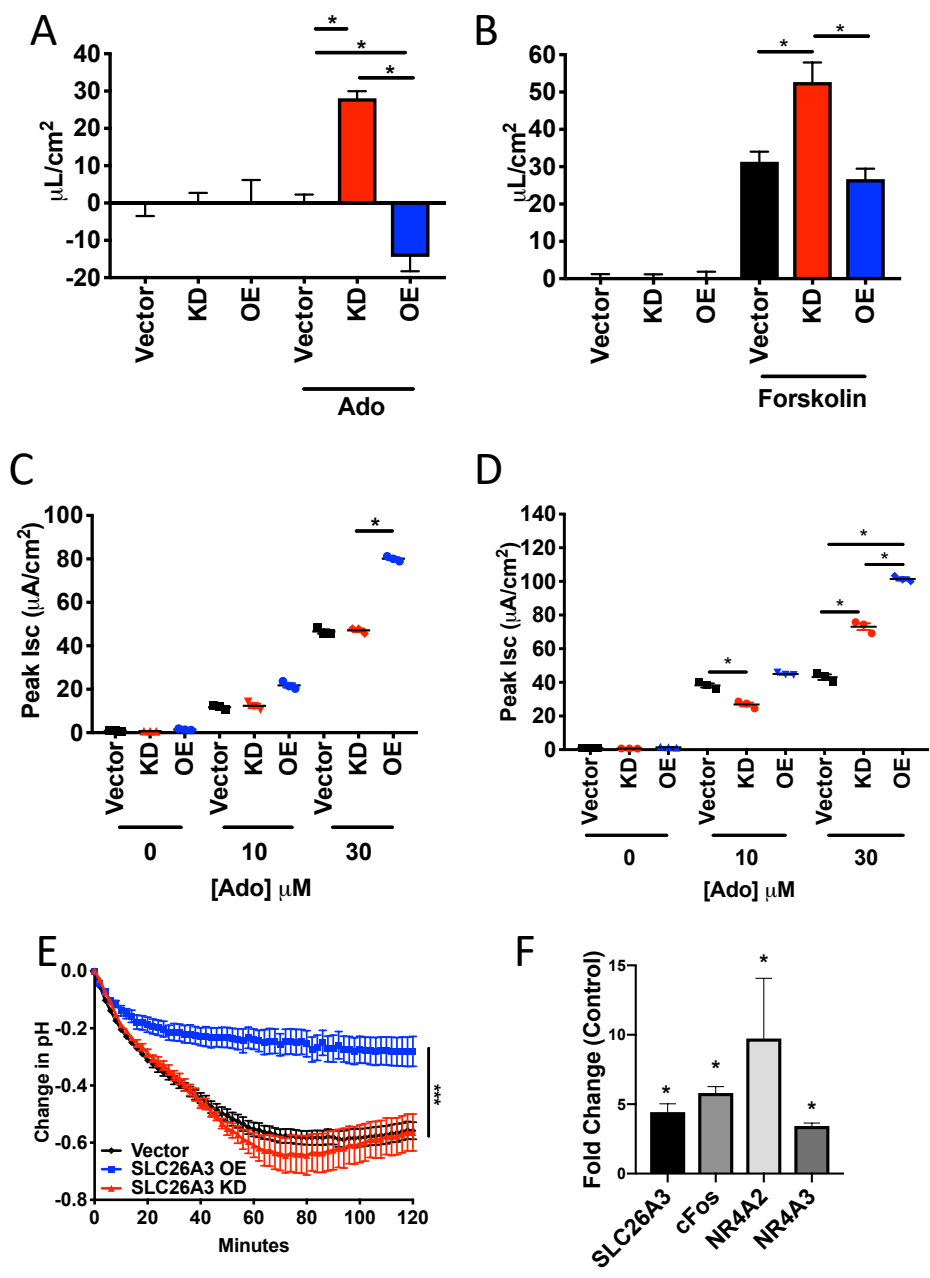 A
B
40
30
20
10
0
-10
-20
μL/cm2
*
*
*
Vector
KD
OE
Vector
KD
OE
Ado
60
50
40
30
20
10
0
μL/cm2
*
*
Vector
KD
OE
Vector
KD
OE
Forskolin
C
D
100
80
60
40
20
0
Peak Isc (μA/cm2)
*
Vector
KD
OE
Vector
KD
OE
Vector
KD
OE
0
10
30
[Ado] μM
140
120
100
80
60
40
20
0
Peak Isc (μA/cm2)
*
*
*
*
Vector
KD
OE
Vector
KD
OE
Vector
KD
OE
0
10
30
[Ado] μM
E
F
0.0
-0.2
-0.4
-0.6
-0.8
Change in pH
Vector
SLC26A3 OE
SLC26A3 KD
***
0
20
40
60
80
100
120
Minutes
15
10
5
0
Fold Change (Control)
*
*
*
*
SLC26A3
cFos
NR4A2
NR4A3